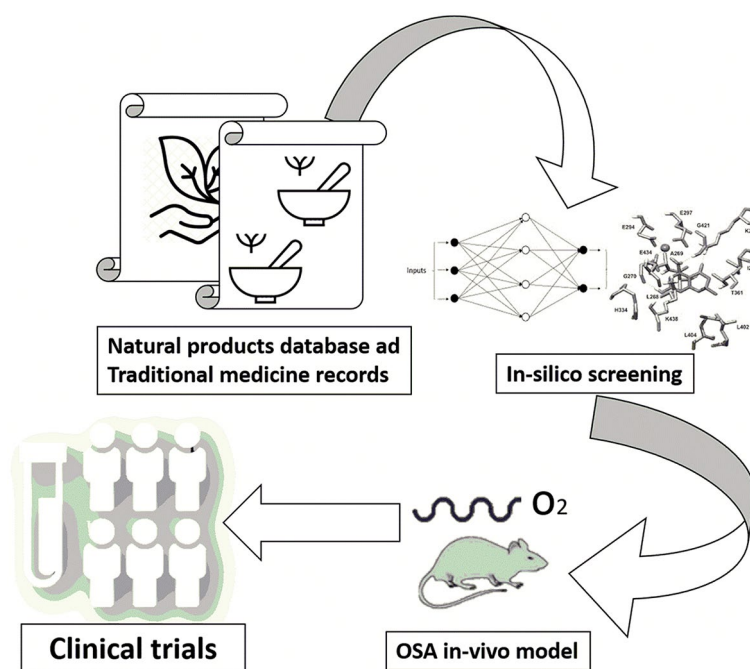 Natural products database ad
Traditional medicine records
Inputs
E294
E297
G421
E434
A269
G270
L268
T361
H334
K438
L404
L402
In-silico screening
O2
OSA in-vivo model
Clinical trials